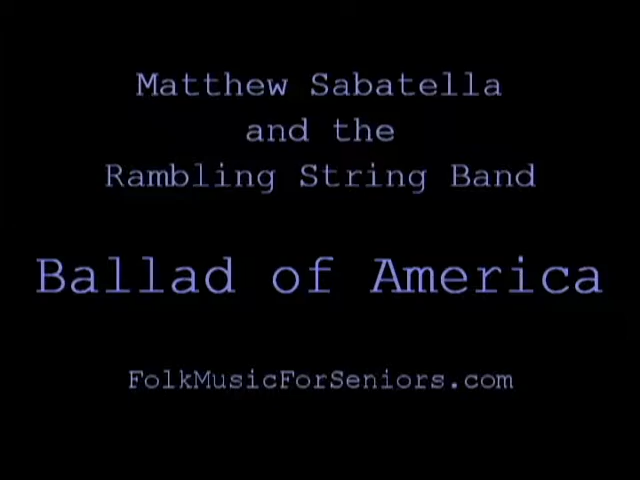 Matthew Sabatella
and the
Rambling String Band
Ballad of America
FolkMusicForSeniors.com